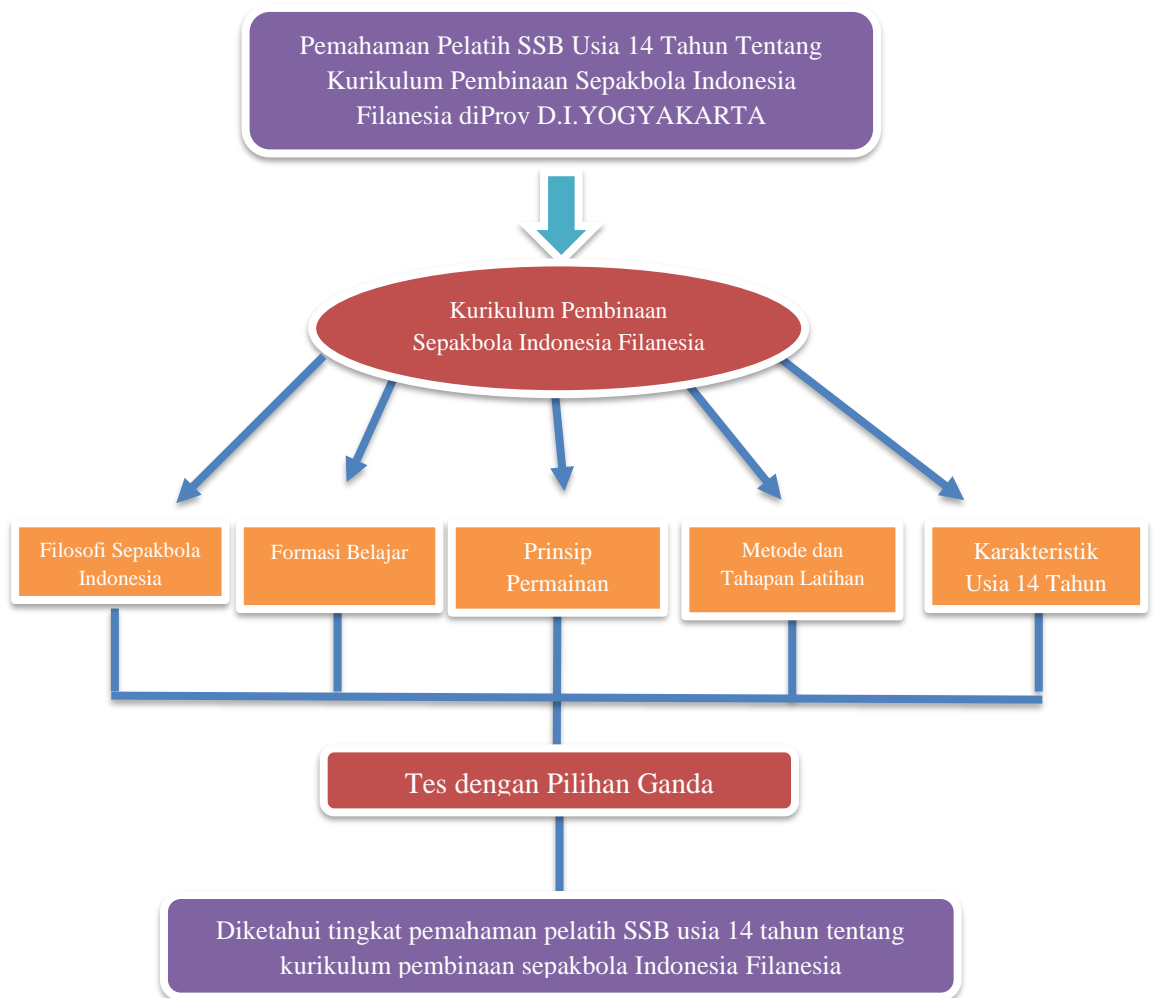 Pemahaman Pelatih SSB Usia 14 Tahun Tentang
Kurikulum Pembinaan Sepakbola Indonesia
Filanesia diProv D.I.YOGYAKARTA
Kurikulum Pembinaan
Sepakbola Indonesia Filanesia
Filosofi Sepakbola
Indonesia
Formasi Belajar
Prinsip
Permainan
Metode dan
Tahapan Latihan
Karakteristik
Usia 14 Tahun
Tes dengan Pilihan Ganda
Diketahui tingkat pemahaman pelatih SSB usia 14 tahun tentang
kurikulum pembinaan sepakbola Indonesia Filanesia